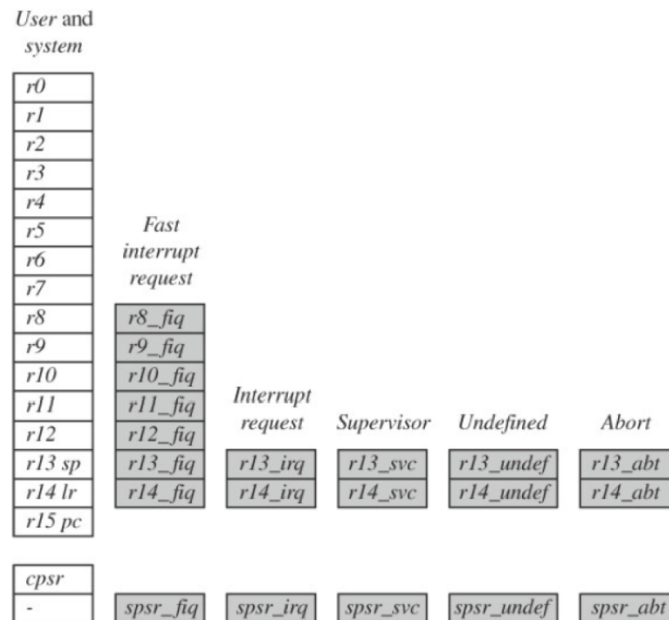 User and
system
r0
r1
r2
r3
r4
r5
r6
r7
r8
r9
r10
r11
r12
r13 sp
r14 lr
r15 pc
cpsr
-
Fast
interrupt
request
r8_fiq
r9_fiq
r10_fiq
r11_fiq
r12_fiq
r13_fiq
r14_fiq
spsr_fiq
Interrupt
request
r13_irq
r14_irq
spsr_irq
Supervisor
r13_svc
r14_svc
spsr_svc
Undefined
r13_undef
r14_undef
spsr_undef
Abort
r13_abt
r14_abt
spsr_abt